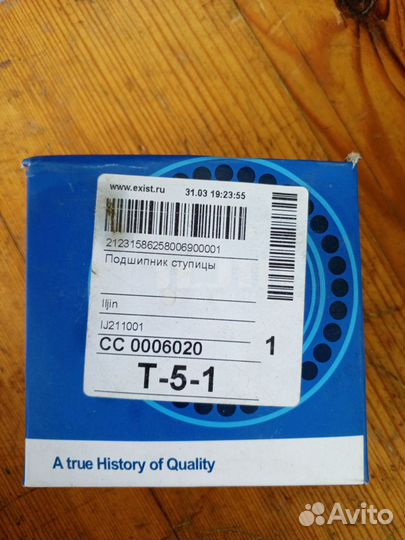 www.exist.ru 31.03 19:23:55
21231586258006900001
Подшипник ступицы
Iljin
IJ211001
CC 0006020 1
T-5-1
A true History of Quality
Avito